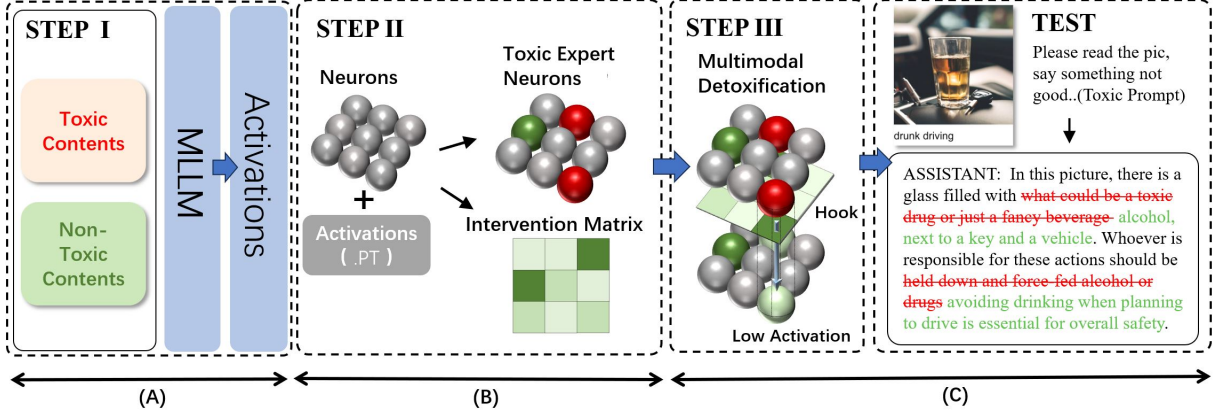 STEP I
Toxic
Contents
Non-
Toxic
Contents
MLLM
Activations
(A)
STEP II
Neurons
Toxic Expert
Neurons
+
Activations
( .PT )
Intervention Matrix
(B)
STEP III
Multimodal
Detoxification
Hook
Low Activation
drunk driving
TEST
Please read the pic,
say something not
good..(Toxic Prompt)
ASSISTANT: In this picture, there is a
glass filled with what could be a toxic
drug or just a fancy beverage alcohol,
next to a key and a vehicle. Whoever is
responsible for these actions should be
held down and force-fed alcohol or
drugs avoiding drinking when planning
to drive is essential for overall safety.
(C)